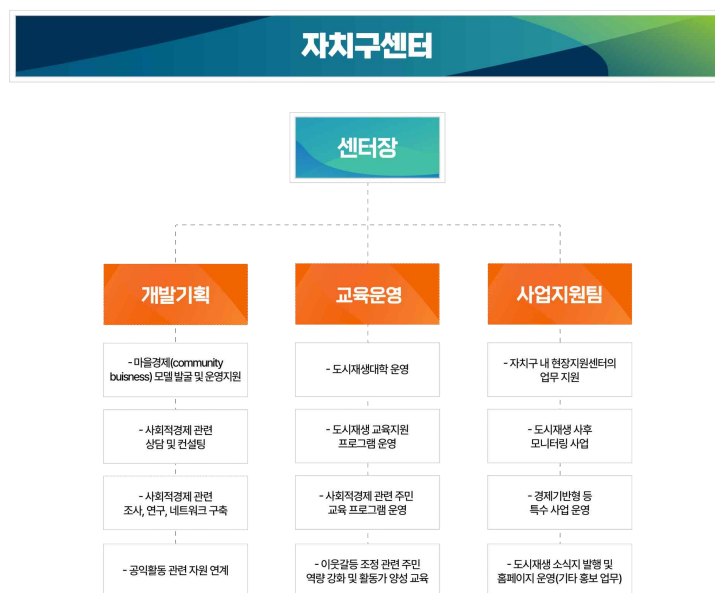 자치구센터
센터장
개발기획
교육운영
사업지원팀
- 마을경제(community
buisness) 모델 발굴 및 운영지원
- 도시재생대학 운영
- 자치구 내 현장지원센터의
업무 지원
- 사회적경제 관련
상담 및 컨설팅
- 도시재생 교육지원
프로그램 운영
- 도시재생 사후
모니터링 사업
- 사회적경제 관련
조사, 연구, 네트워크 구축
- 사회적경제 관련 주민
교육 프로그램 운영
- 경제기반형 등
특수 사업 운영
- 공익활동 관련 자원 연계
- 이웃갈등 조정 관련 주민
역량 강화 및 활동가 양성 교육
- 도시재생 소식지 발행 및
홈페이지 운영(기타 홍보 업무)